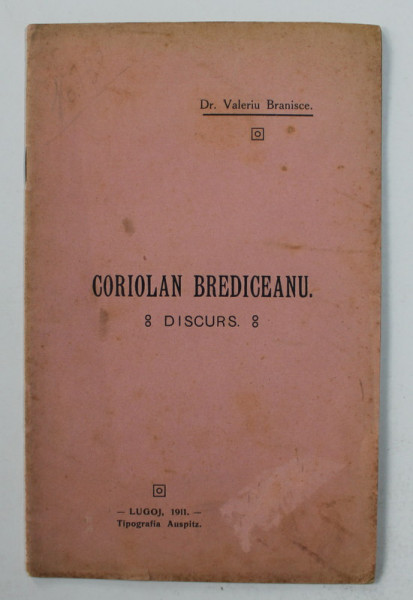 Dr. Valeriu Branisce.
CORIOLAN BREDICEANU.
DISCURS.
— LUGOJ, 1911. —
Tipografia Auspitz.